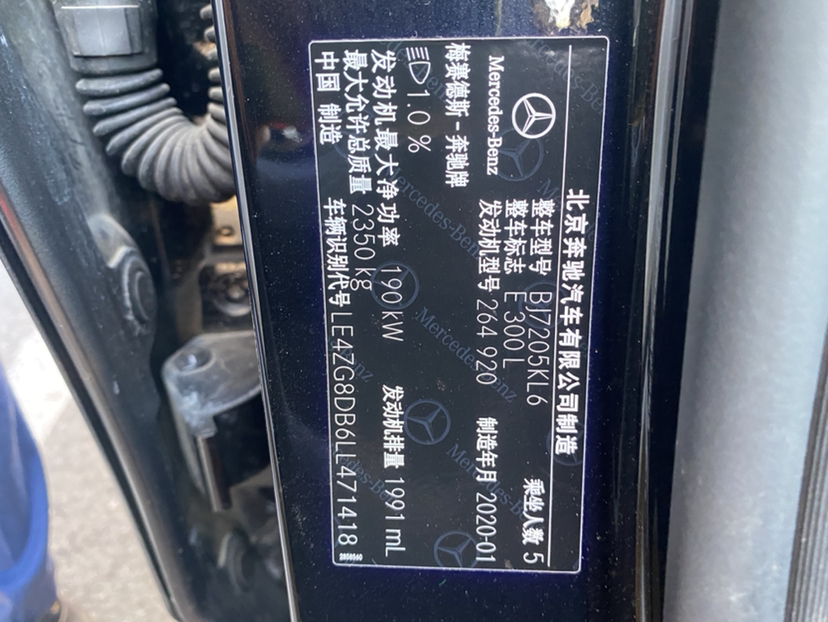 北京奔驰汽车有限公司制造
Mercedes-Benz
梅赛德斯-奔驰牌
整车型号 BJ7205KL6
整车标志 E 300 L
乘坐人数 5
发动机型号 264 920
制造年月 2020-01
1.0 %
发动机最大净功率 190 KW
发动机排量 1991 mL
最大允许总质量 2350 kg
中国 制造
车辆识别代号 LE4ZG8DB6LL471418